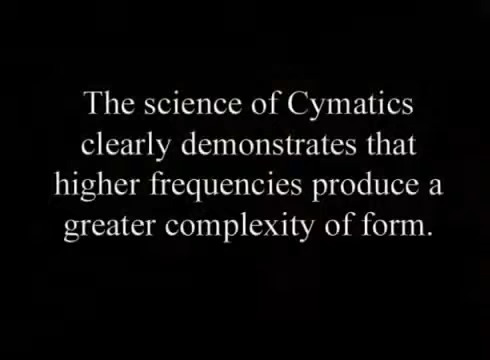 The science of Cymatics
clearly demonstrates that
higher frequencies produce a
greater complexity of form.